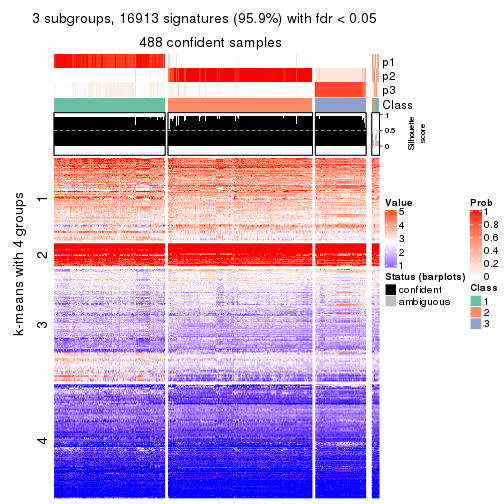 3 subgroups, 16913 signatures (95.9%) with fdr < 0.05
488 confident samples
p1
p2
p3
Class
1
0.5
0
Silhouette
score
k-means with 4 groups
1
2
3
4
Value
5
4
3
2
1
Status (barplots)
confident
ambiguous
Prob
1
0.8
0.6
0.4
0.2
0
Class
1
2
3